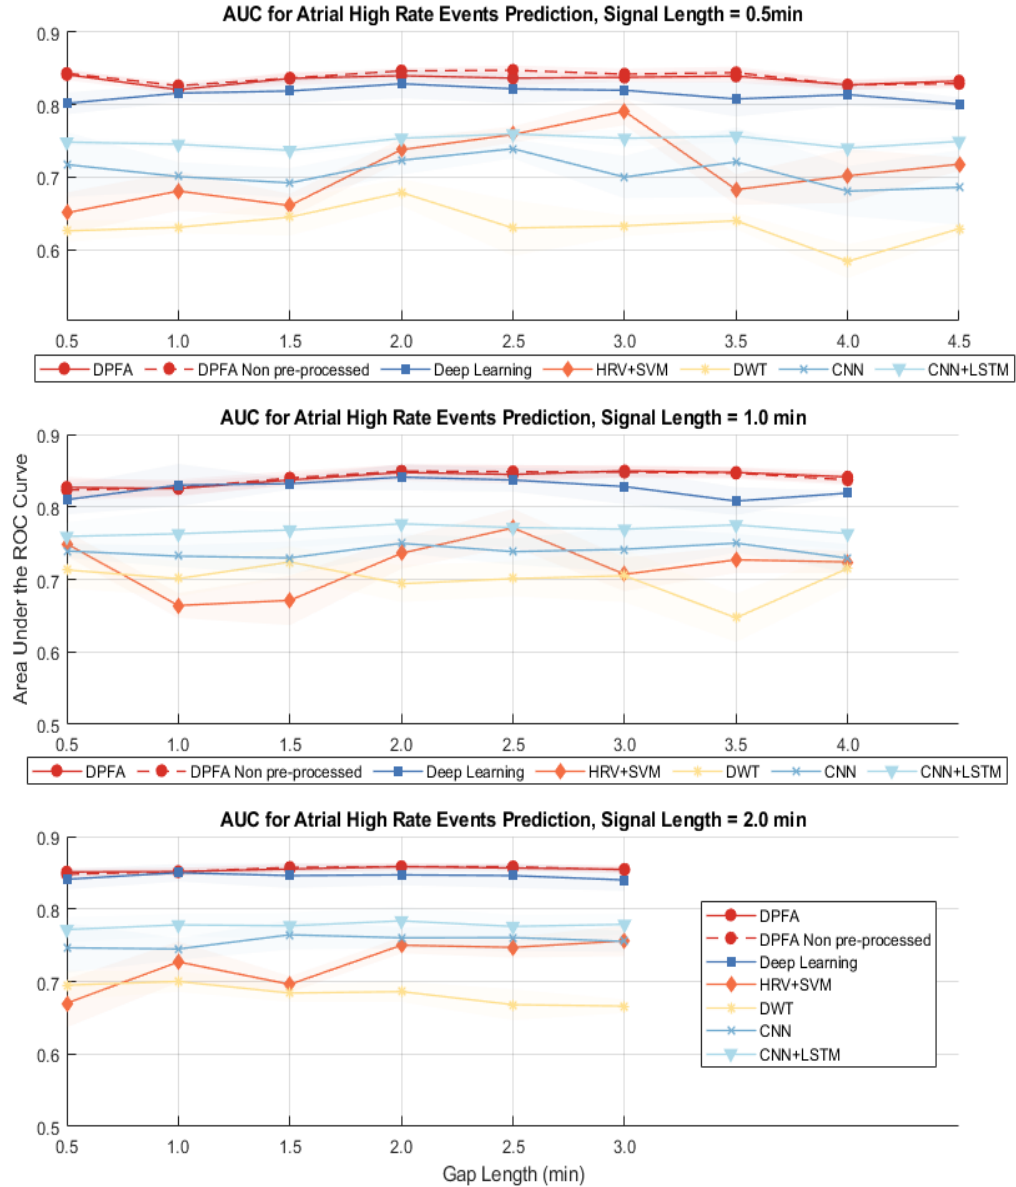 AUC for Atrial High Rate Events Prediction, Signal Length = 0.5min
0.9
0.8
0.7
0.6
0.5 1.0 1.5 2.0 2.5 3.0 3.5 4.0 4.5
DPFA DPFA Non pre-processed Deep Learning HRV+SVM DWT CNN CNN+LSTM
AUC for Atrial High Rate Events Prediction, Signal Length = 1.0 min
Area Under the ROC Curve
0.9
0.8
0.7
0.6
0.5
0.5 1.0 1.5 2.0 2.5 3.0 3.5 4.0
DPFA DPFA Non pre-processed Deep Learning HRV+SVM DWT CNN CNN+LSTM
AUC for Atrial High Rate Events Prediction, Signal Length = 2.0 min
0.9
0.8
0.7
0.6
0.5
DPFA
DPFA Non pre-processed
Deep Learning
HRV+SVM
DWT
CNN
CNN+LSTM
0.5 1.0 1.5 2.0 2.5 3.0
Gap Length (min)